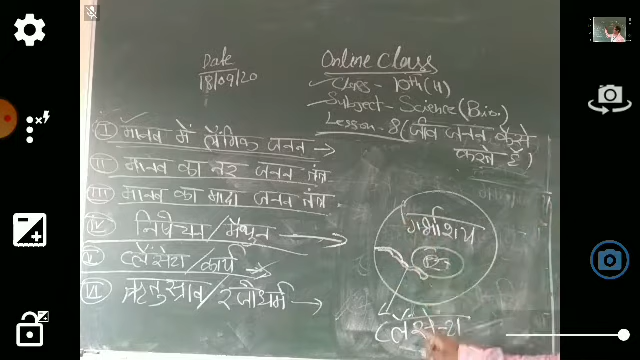 Date
18/09/20
Online Class
Class - 10th (H)
Subject - Science (Bio.)
Lesson - 8 (जीव जनन कैसे
करते हैं)
I मानव में लैंगिक जनन →
II मानव का नर जनन तंत्र
III मानव का मादा जनन तंत्र
IV निषेचन/मैथुन →
V प्लेसेंटा/कार्य →
VI ऋतुस्राव/रजोधर्म →
गर्भाशय
प्लेसेन्टा